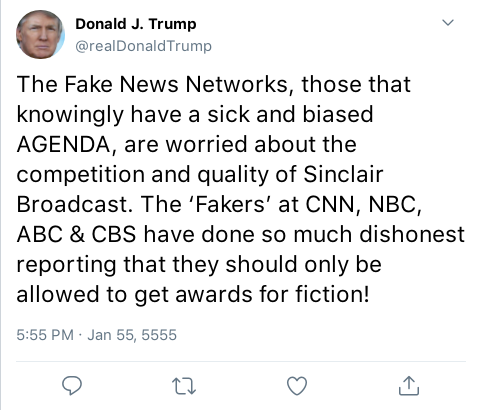 Donald J. Trump
@realDonaldTrump
The Fake News Networks, those that
knowingly have a sick and biased
AGENDA, are worried about the
competition and quality of Sinclair
Broadcast. The ‘Fakers’ at CNN, NBC,
ABC & CBS have done so much dishonest
reporting that they should only be
allowed to get awards for fiction!
5:55 PM · Jan 55, 5555